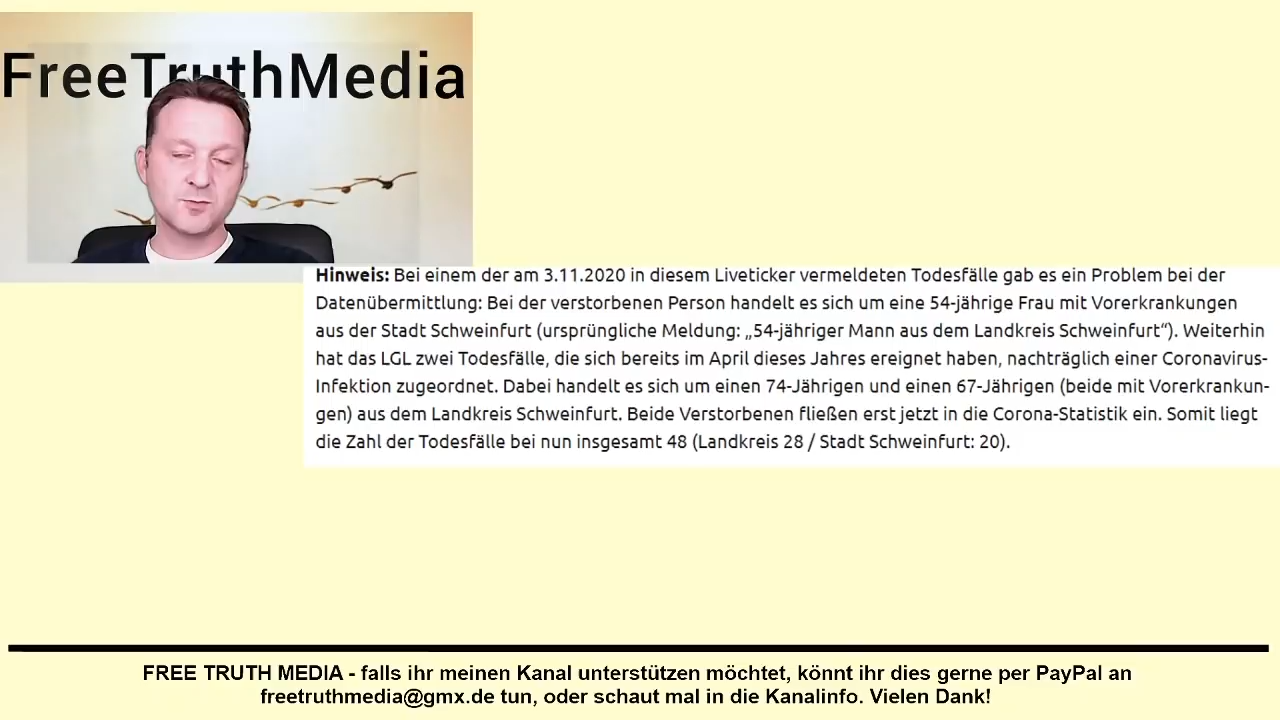 FreeTruthMedia
Hinweis: Bei einem der am 3.11.2020 in diesem Liveticker vermeldeten Todesfälle gab es ein Problem bei der
Datenübermittlung: Bei der verstorbenen Person handelt es sich um eine 54-jährige Frau mit Vorerkrankungen
aus der Stadt Schweinfurt (ursprüngliche Meldung: „54-jähriger Mann aus dem Landkreis Schweinfurt“). Weiterhin
hat das LGL zwei Todesfälle, die sich bereits im April dieses Jahres ereignet haben, nachträglich einer Coronavirus-
Infektion zugeordnet. Dabei handelt es sich um einen 74-Jährigen und einen 67-Jährigen (beide mit Vorerkrankun-
gen) aus dem Landkreis Schweinfurt. Beide Verstorbenen fließen erst jetzt in die Corona-Statistik ein. Somit liegt
die Zahl der Todesfälle bei nun insgesamt 48 (Landkreis 28 / Stadt Schweinfurt: 20).
FREE TRUTH MEDIA - falls ihr meinen Kanal unterstützen möchtet, könnt ihr dies gerne per PayPal an
freetruthmedia@gmx.de tun, oder schaut mal in die Kanalinfo. Vielen Dank!